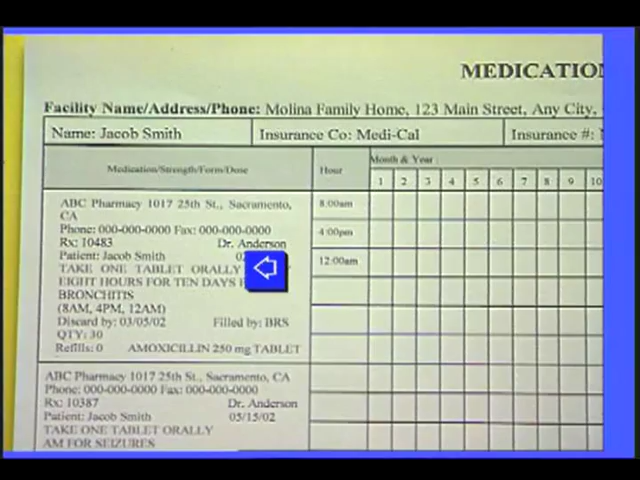 MEDICATION
Facility Name/Address/Phone: Molina Family Home, 123 Main Street, Any City,
Name: Jacob Smith Insurance Co: Medi-Cal Insurance #:
Medication/Strength/Form/Dose Hour Month & Year
1 2 3 4 5 6 7 8 9 10
ABC Pharmacy 1017 25th St., Sacramento, 8:00am
CA
Phone: 000-000-0000 Fax: 000-000-0000 4:00pm
Rx: 10483 Dr. Anderson
Patient: Jacob Smith 12:00am
TAKE ONE TABLET ORALLY
EIGHT HOURS FOR TEN DAYS
BRONCHITIS
(8AM, 4PM, 12AM)
Discard by: 03/05/02 Filled by: BRS
QTY: 30
Refills: 0 AMOXICILLIN 250 mg TABLET
ABC Pharmacy 1017 25th St., Sacramento, CA
Phone: 000-000-0000 Fax: 000-000-0000
Rx: 10387 Dr. Anderson
Patient: Jacob Smith 05/15/02
TAKE ONE TABLET ORALLY
AM FOR SEIZURES